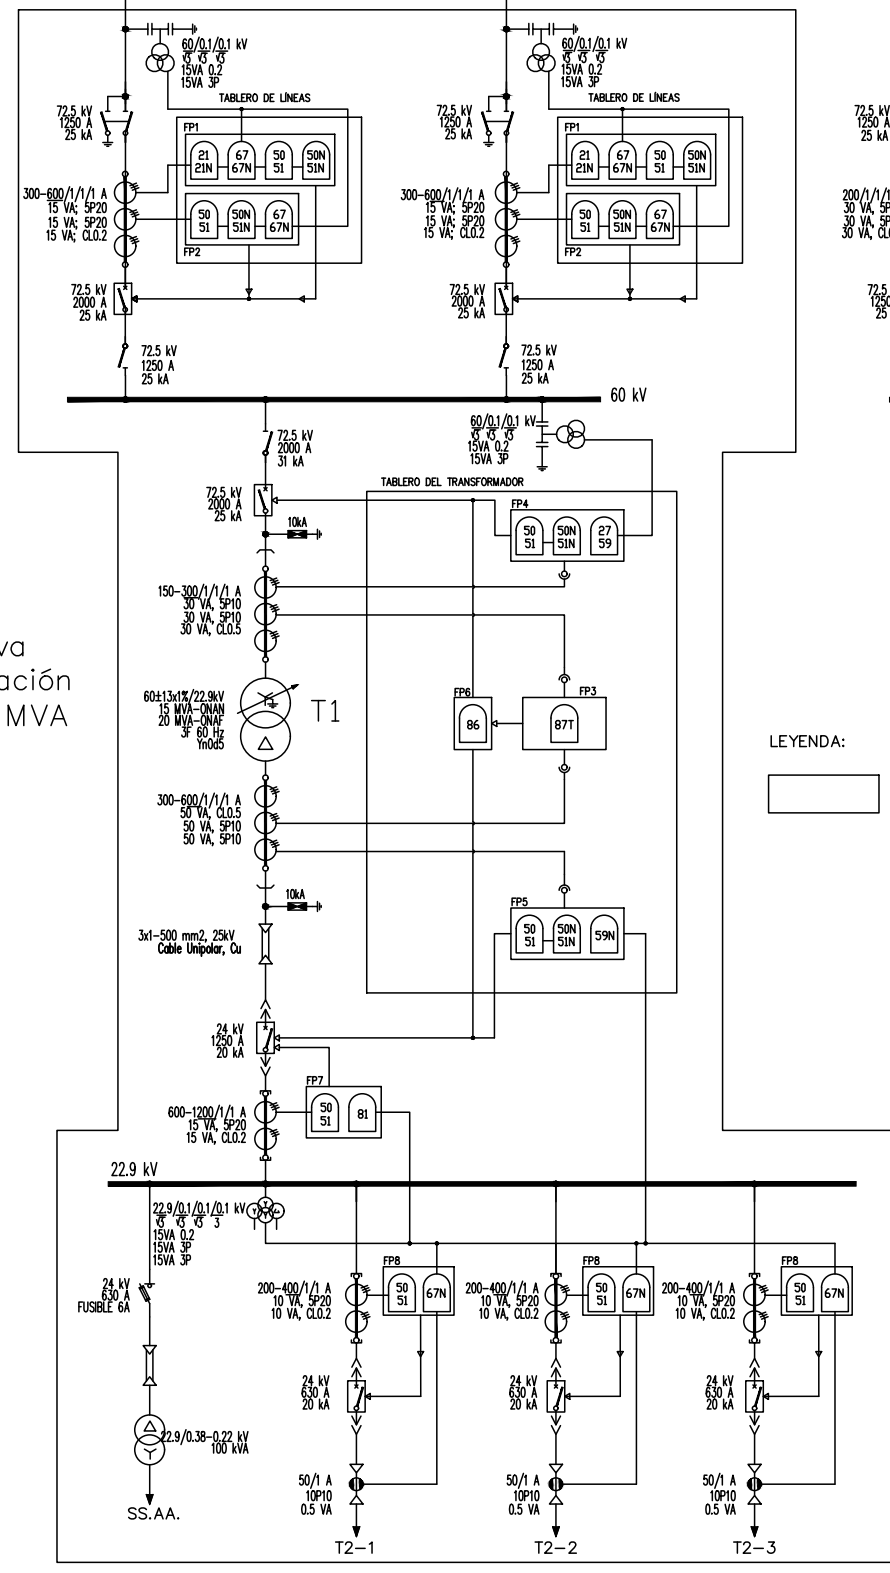 60/0.1/0.1 kV
√3 √3 √3
15VA 0.2
15VA 3P
60/0.1/0.1 kV
√3 √3 √3
15VA 0.2
15VA 3P
TABLERO DE LÍNEAS
TABLERO DE LÍNEAS
72.5 kV
1250 A
25 kA
FP1
21
21N
67
67N
50
51
50N
51N
72.5 kV
1250 A
25 kA
FP1
21
21N
67
67N
50
51
50N
51N
72.5 kV
1250 A
25 kA
300-600/1/1/1 A
15 VA; 5P20
15 VA; 5P20
15 VA; CL0.2
50
51
50N
51N
67
67N
FP2
300-600/1/1/1 A
15 VA; 5P20
15 VA; 5P20
15 VA; CL0.2
50
51
50N
51N
67
67N
FP2
200/1/1/
30 VA, 5P
30 VA, 5P
30 VA, CL0
72.5 kV
2000 A
25 kA
72.5 kV
2000 A
25 kA
72.5
1250
25
72.5 kV
1250 A
25 kA
72.5 kV
1250 A
25 kA
60 kV
72.5 kV
2000 A
31 kA
60/0.1/0.1 kV
√3 √3 √3
15VA 0.2
15VA 3P
TABLERO DEL TRANSFORMADOR
72.5 kV
2000 A
25 kA
10kA
FP4
50
51
50N
51N
27
59
150-300/1/1/1 A
30 VA, 5P10
30 VA, 5P10
30 VA, CL0.5
va
ación
MVA
60±13x1%/22.9kV
15 MVA-ONAN
20 MVA-ONAF
3F 60 Hz
Yn0d5
T1
FP6
86
FP3
87T
LEYENDA:
300-600/1/1/1 A
50 VA, CL0.5
50 VA, 5P10
50 VA, 5P10
10kA
FP5
50
51
50N
51N
59N
3x1-500 mm2, 25kV
Cable Unipolar, Cu
24 kV
1250 A
20 kA
FP7
50
51
81
600-1200/1/1 A
15 VA, 5P20
15 VA, CL0.2
22.9 kV
22.9/0.1/0.1/0.1 kV
√3 √3 √3 3
15VA 0.2
15VA 3P
15VA 3P
24 kV
630 A
FUSIBLE 6A
200-400/1/1 A
10 VA, 5P20
10 VA, CL0.2
FP8
50
51
67N
200-400/1/1 A
10 VA, 5P20
10 VA, CL0.2
FP8
50
51
67N
200-400/1/1 A
10 VA, 5P20
10 VA, CL0.2
FP8
50
51
67N
24 kV
630 A
20 kA
24 kV
630 A
20 kA
24 kV
630 A
20 kA
22.9/0.38-0.22 kV
100 kVA
50/1 A
10P10
0.5 VA
50/1 A
10P10
0.5 VA
50/1 A
10P10
0.5 VA
SS.AA.
T2-1
T2-2
T2-3